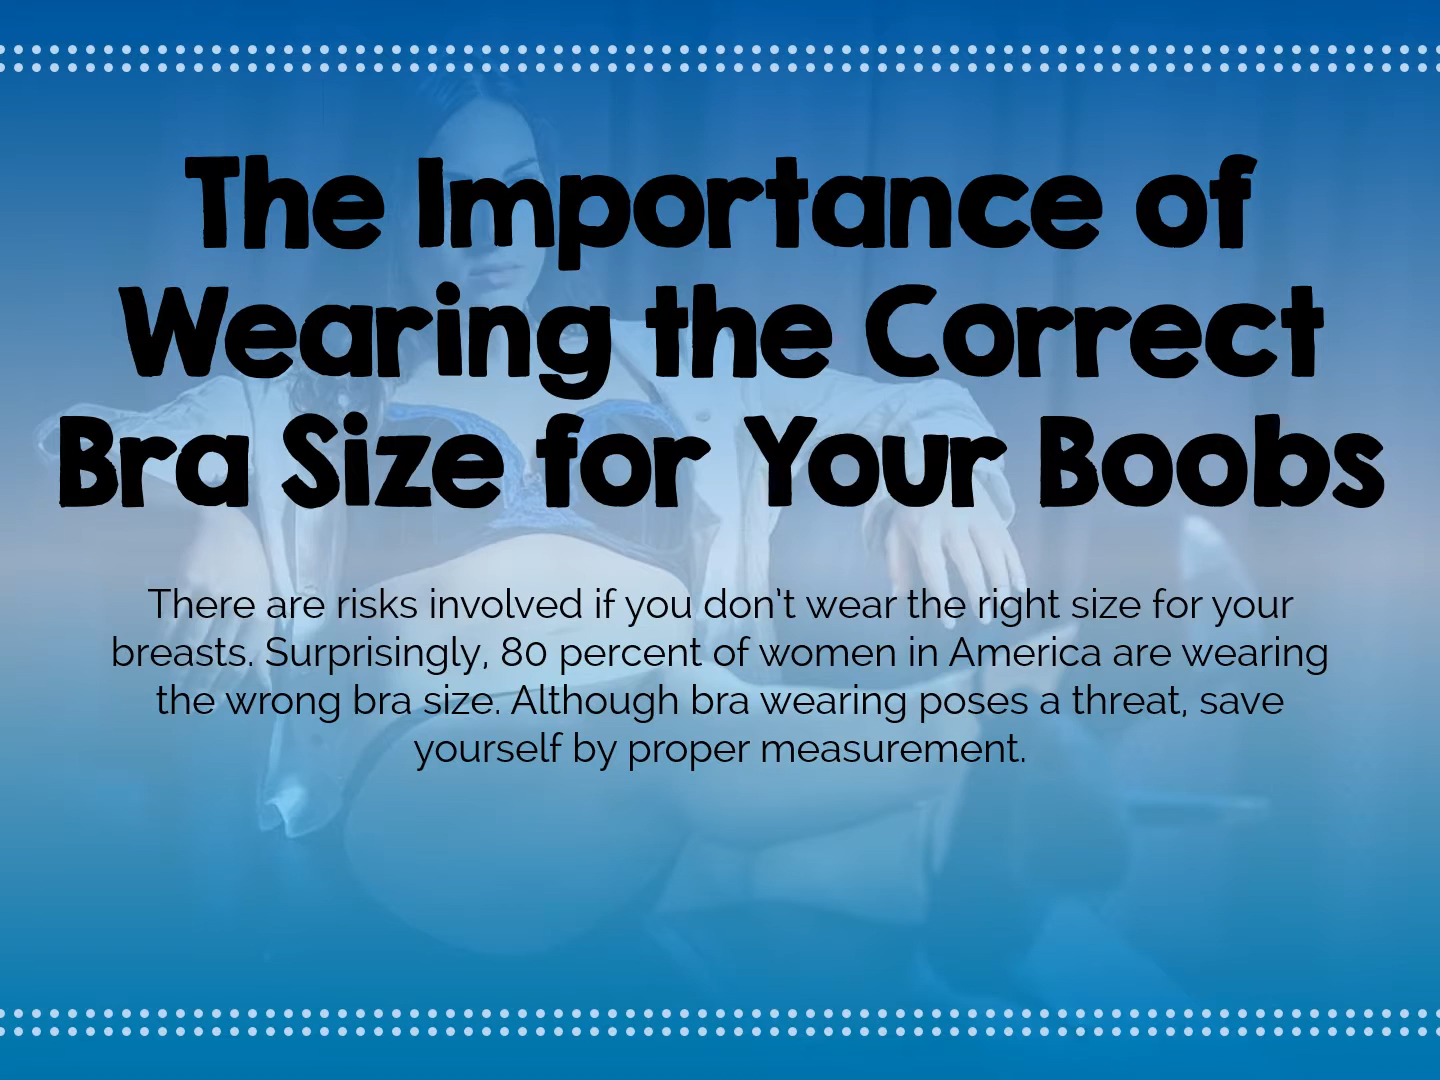 The Importance of
Wearing the Correct
Bra Size for Your Boobs
There are risks involved if you don't wear the right size for your
breasts. Surprisingly, 80 percent of women in America are wearing
the wrong bra size. Although bra wearing poses a threat, save
yourself by proper measurement.